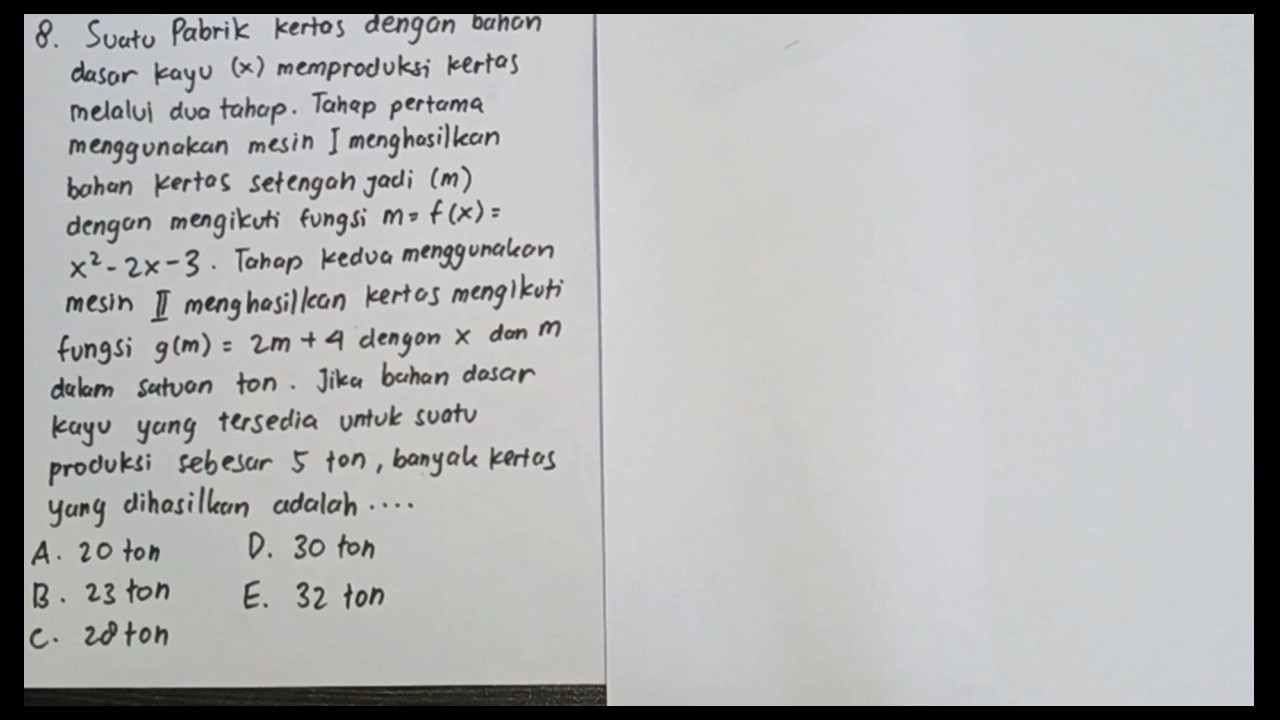 8. Suatu Pabrik kertas dengan bahan
dasar kayu (x) memproduksi kertas
melalui dua tahap. Tahap pertama
menggunakan mesin I menghasilkan
bahan kertas setengah jadi (m)
dengan mengikuti fungsi m = f(x) =
x² - 2x - 3. Tahap kedua menggunakan
mesin II menghasilkan kertas mengikuti
fungsi g(m) = 2m + 4 dengan x dan m
dalam satuan ton. Jika bahan dasar
kayu yang tersedia untuk suatu
produksi sebesar 5 ton, banyak kertas
yang dihasilkan adalah ....
A. 20 ton D. 30 ton
B. 23 ton E. 32 ton
C. 28 ton